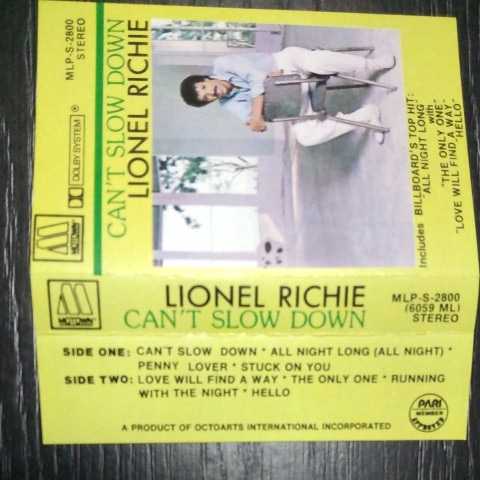 MLP-S-2800
STEREO
DOLBY SYSTEM ®
CAN'T SLOW DOWN
LIONEL RICHIE
Includes BILLBOARD'S TOP HIT:
"ALL NIGHT LONG
with
"THE ONLY ONE"
"LOVE WILL FIND A WAY"
"HELLO"
M
MOTOWN
M
MOTOWN
LIONEL RICHIE
CAN'T SLOW DOWN
MLP-S-2800
(6059 ML)
STEREO
SIDE ONE: CAN'T SLOW DOWN * ALL NIGHT LONG (ALL NIGHT) *
PENNY LOVER * STUCK ON YOU
SIDE TWO: LOVE WILL FIND A WAY * THE ONLY ONE * RUNNING
WITH THE NIGHT * HELLO
PARI
MEMBER
APPROVED
A PRODUCT OF OCTOARTS INTERNATIONAL INCORPORATED